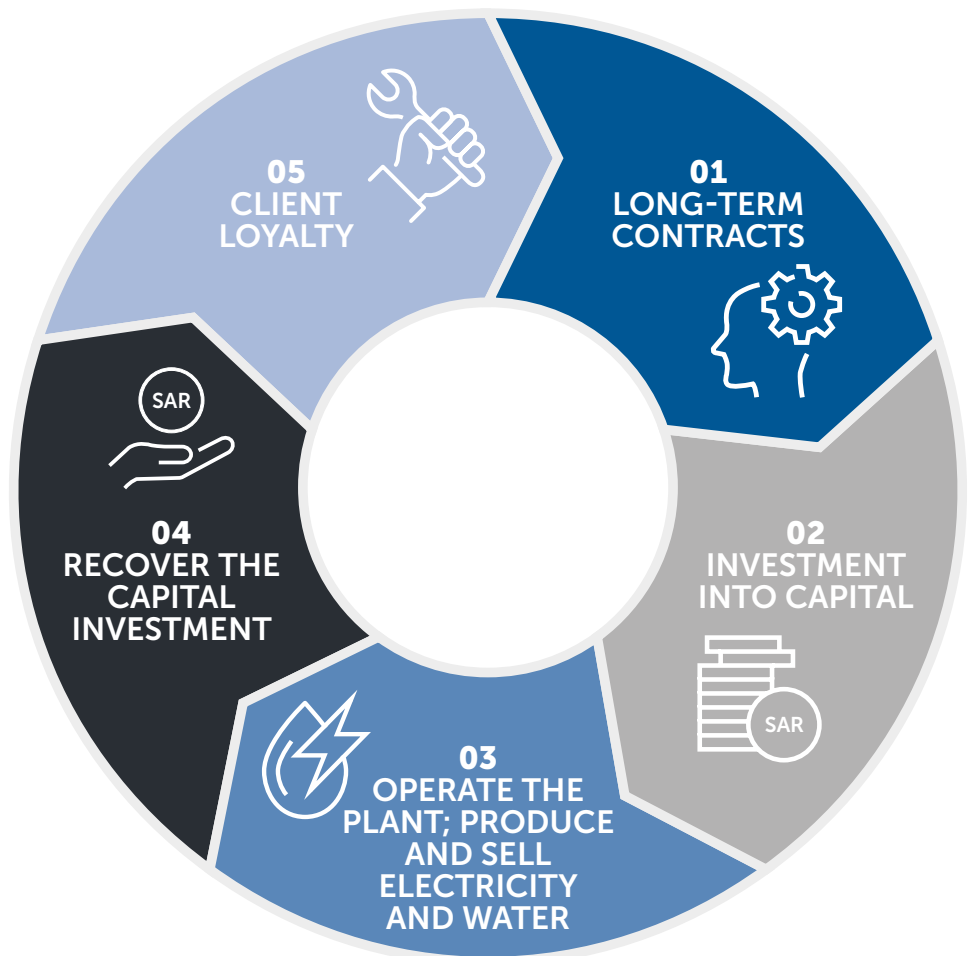 01
LONG-TERM
CONTRACTS
02
INVESTMENT
INTO CAPITAL
SAR
03
OPERATE THE
PLANT; PRODUCE
AND SELL
ELECTRICITY
AND WATER
SAR
04
RECOVER THE
CAPITAL
INVESTMENT
05
CLIENT
LOYALTY